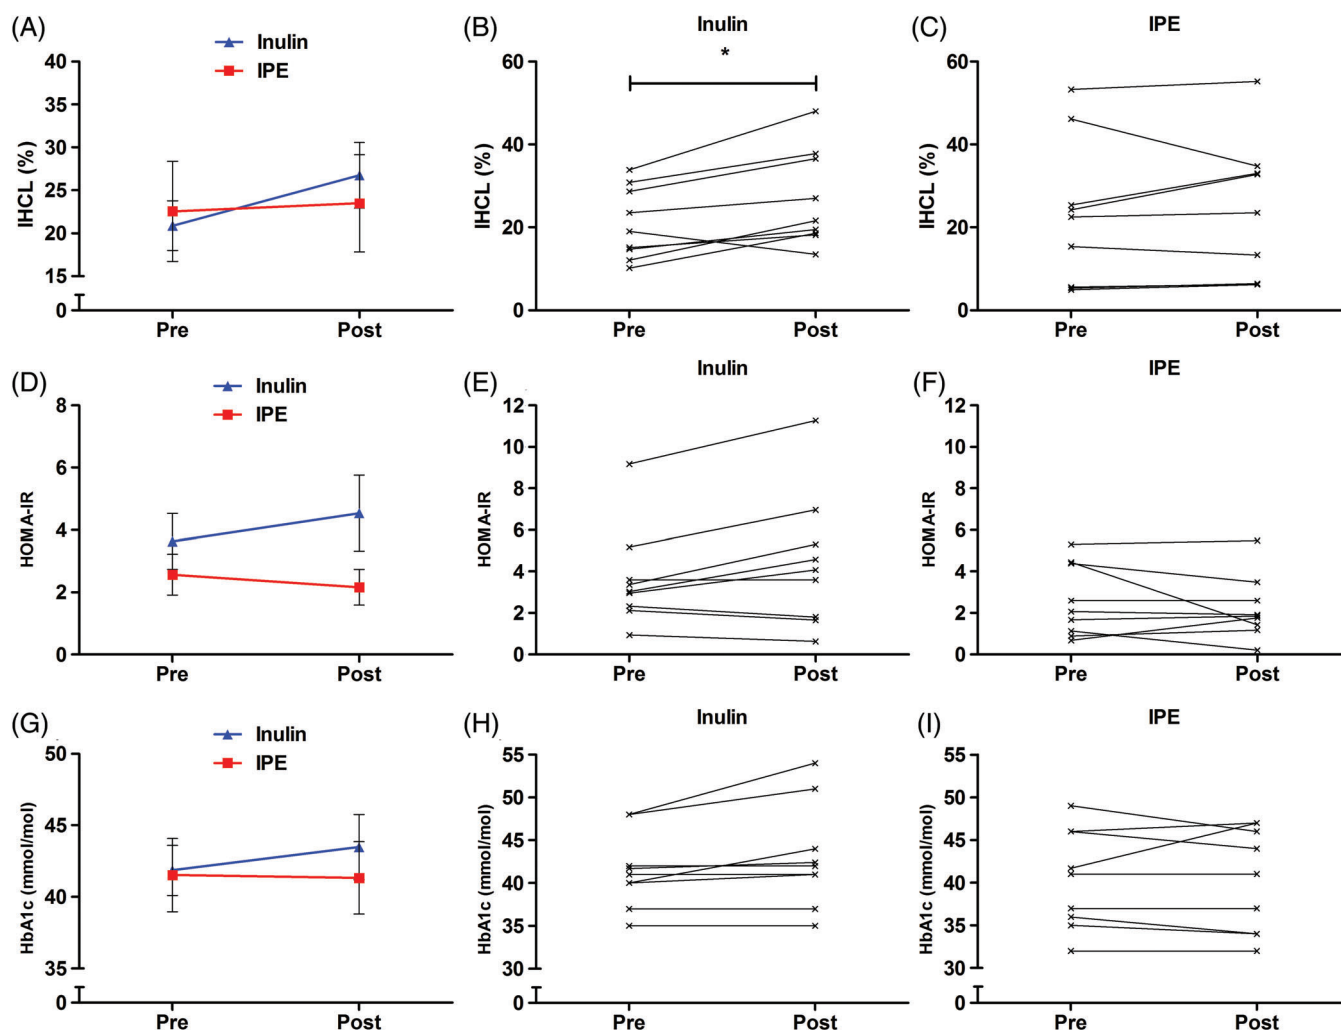 (A)
Inulin
IPE
40
35
30
25
20
15
0
IHCL (%)
Pre
Post
(B)
Inulin
*
60
40
20
0
IHCL (%)
Pre
Post
(C)
IPE
60
40
20
0
IHCL (%)
Pre
Post
(D)
Inulin
IPE
8
6
4
2
0
HOMA-IR
Pre
Post
(E)
Inulin
12
10
8
6
4
2
0
HOMA-IR
Pre
Post
(F)
IPE
12
10
8
6
4
2
0
HOMA-IR
Pre
Post
(G)
Inulin
IPE
50
45
40
35
0
HbA1c (mmol/mol)
Pre
Post
(H)
Inulin
55
50
45
40
35
30
0
HbA1c (mmol/mol)
Pre
Post
(I)
IPE
55
50
45
40
35
30
0
HbA1c (mmol/mol)
Pre
Post